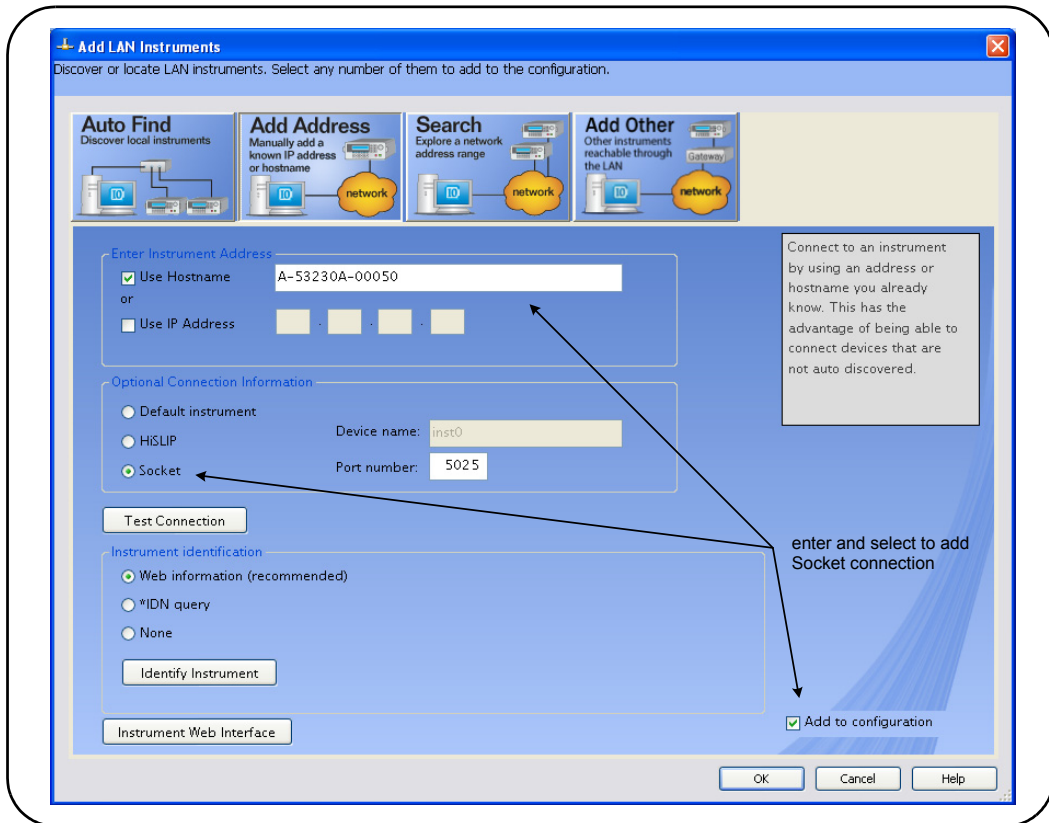 Add LAN Instruments
Discover or locate LAN instruments. Select any number of them to add to the configuration.
Auto Find
Discover local instruments
IO
Add Address
Manually add a
known IP address
or hostname
IO
network
Search
Explore a network
address range
IO
network
Add Other
Other instruments
reachable through
the LAN
Gateway
IO
network
Enter Instrument Address
Use Hostname
A-53230A-00050
or
Use IP Address
. . .
Connect to an instrument
by using an address or
hostname you already
know. This has the
advantage of being able to
connect devices that are
not auto discovered.
Optional Connection Information
Default instrument
HiSLIP
Socket
Device name: inst0
Port number: 5025
Test Connection
enter and select to add
Socket connection
Instrument identification
Web information (recommended)
*IDN query
None
Identify Instrument
Add to configuration
Instrument Web Interface
OK
Cancel
Help